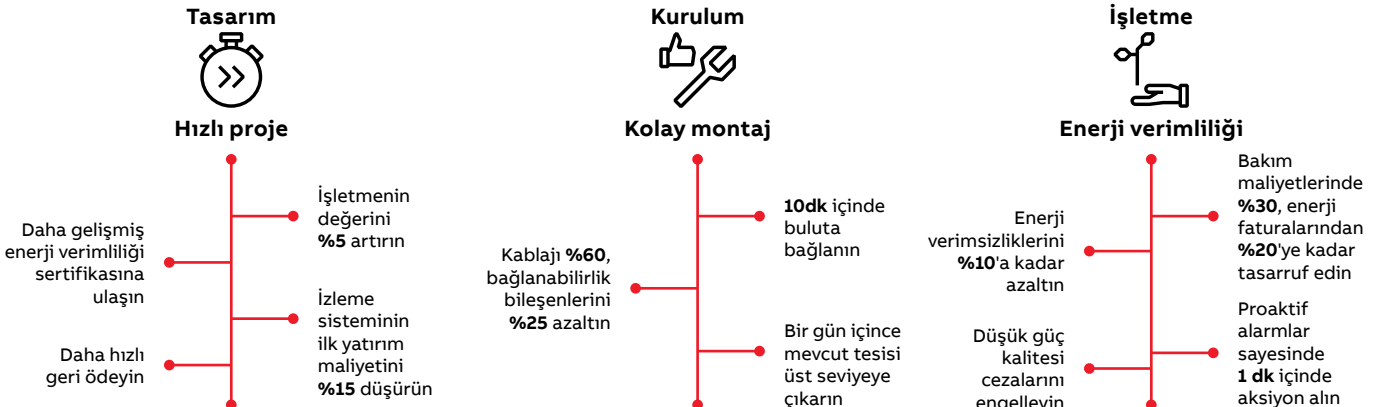 Tasarım
Hızlı proje
İşletmenin
değerini
%5 artırın
Daha gelişmiş
enerji verimliliği
sertifikasına
ulaşın
İzleme
sisteminin
ilk yatırım
maliyetini
%15 düşürün
Daha hızlı
geri ödeyin
Kurulum
Kolay montaj
10dk içinde
buluta
bağlanın
Kablajı %60,
bağlanabilirlik
bileşenlerini
%25 azaltın
Bir gün içince
mevcut tesisi
üst seviyeye
çıkarın
İşletme
Enerji verimliliği
Bakım
maliyetlerinde
%30, enerji
faturalarından
%20'ye kadar
tasarruf edin
Enerji
verimsizliklerini
%10'a kadar
azaltın
Proaktif
alarmlar
sayesinde
1 dk içinde
aksiyon alın
Düşük güç
kalitesi
cezalarını
engelleyin